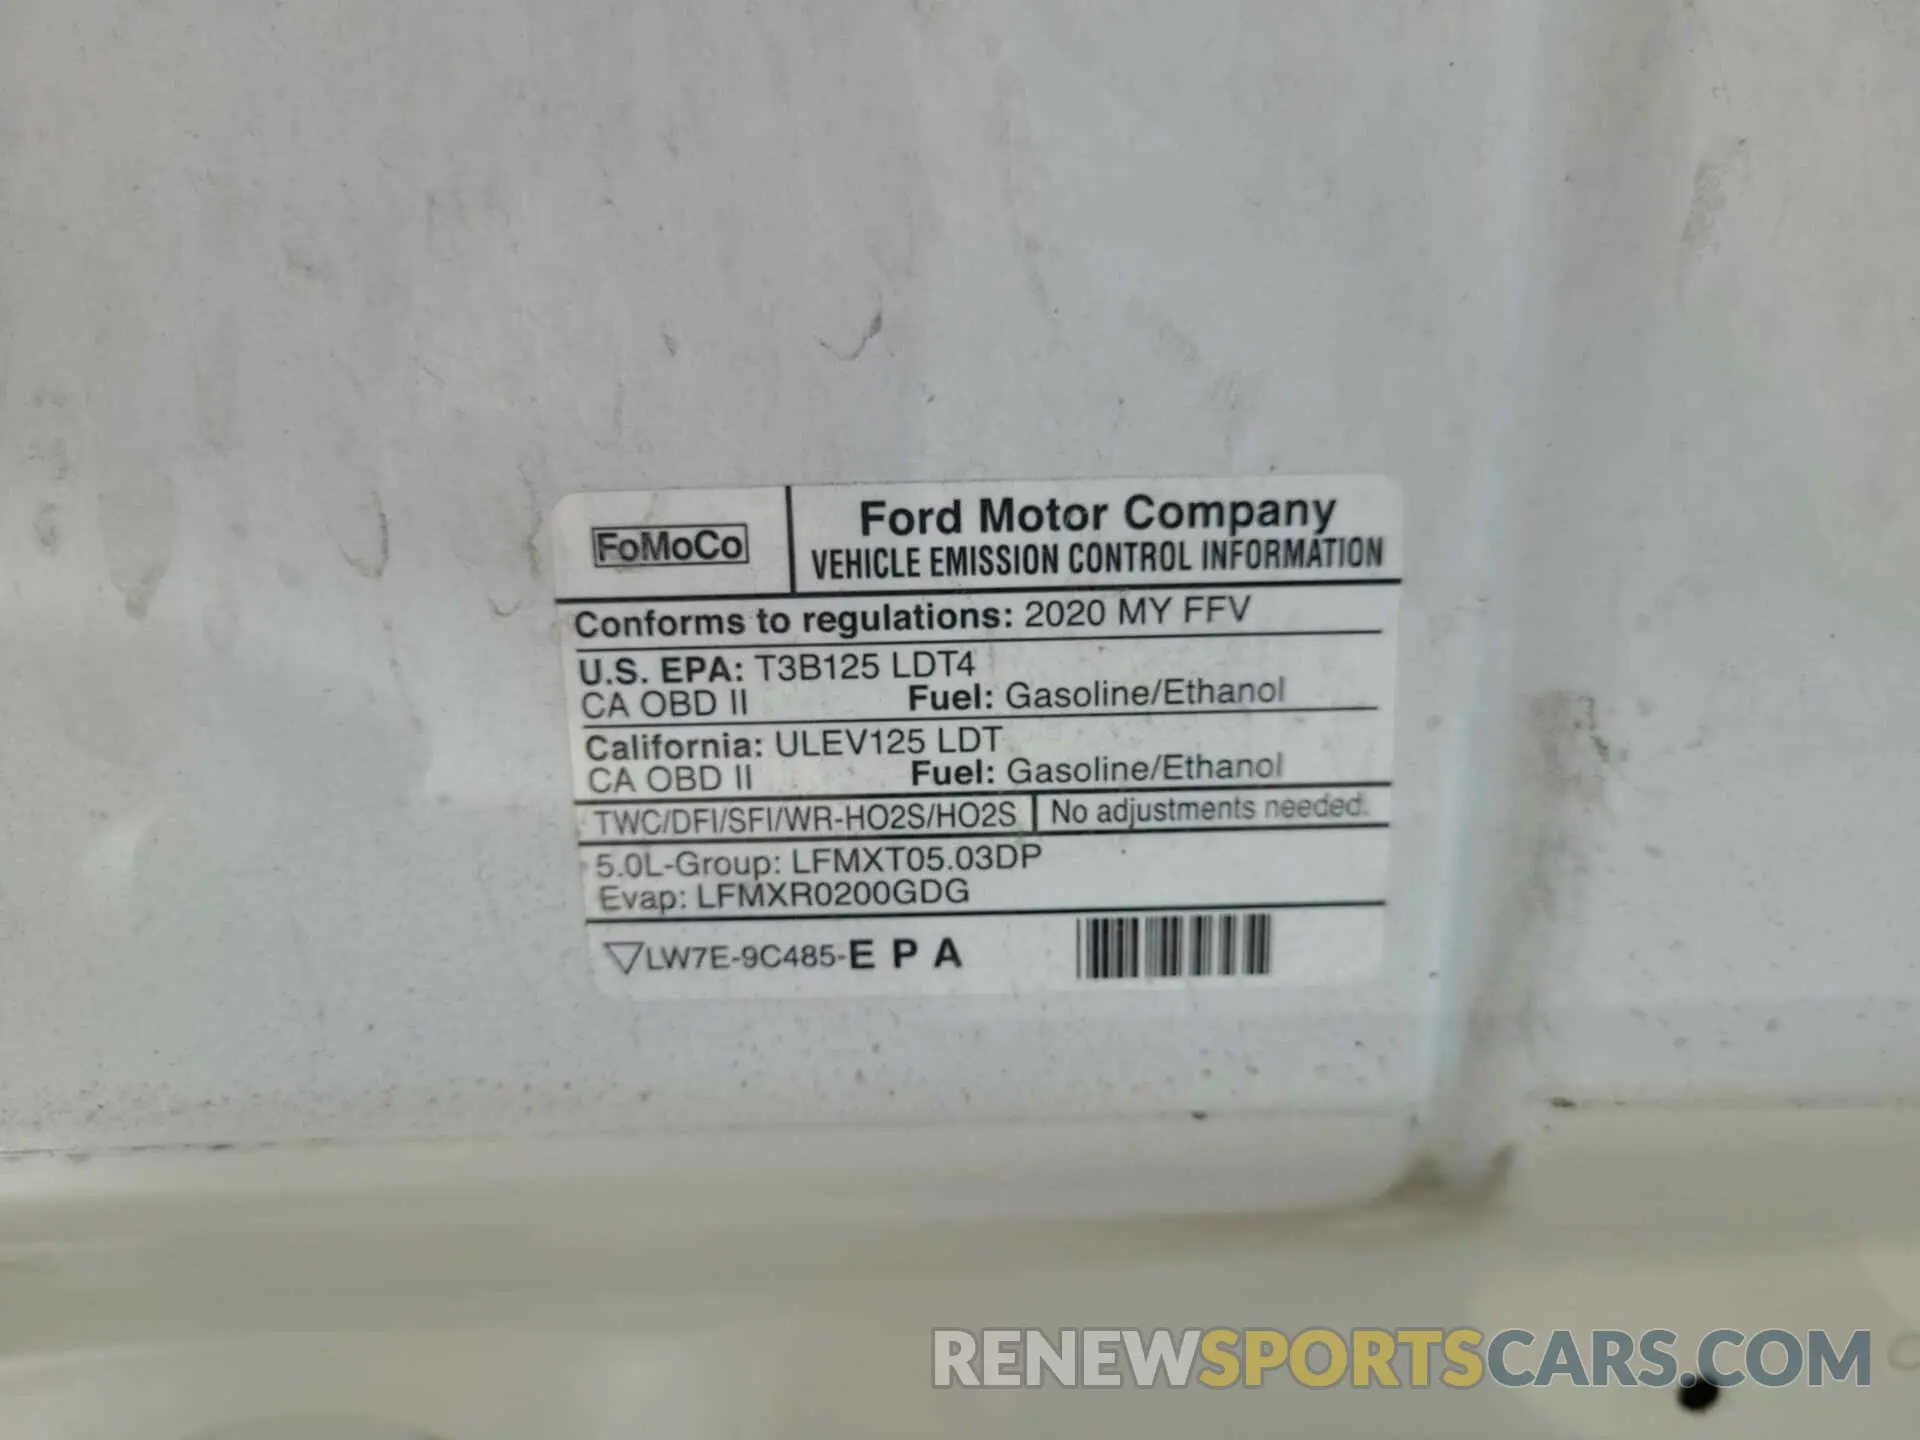 FoMoCo
Ford Motor Company
VEHICLE EMISSION CONTROL INFORMATION
Conforms to regulations: 2020 MY FFV
U.S. EPA: T3B125 LDT4
CA OBD II Fuel: Gasoline/Ethanol
California: ULEV125 LDT
CA OBD II Fuel: Gasoline/Ethanol
TWC/DFI/SFI/WR-HO2S/HO2S No adjustments needed.
5.0L-Group: LFMXT05.03DP
Evap: LFMXR0200GDG
LW7E-9C485-E P A
RENEWSPORTSCARS.COM